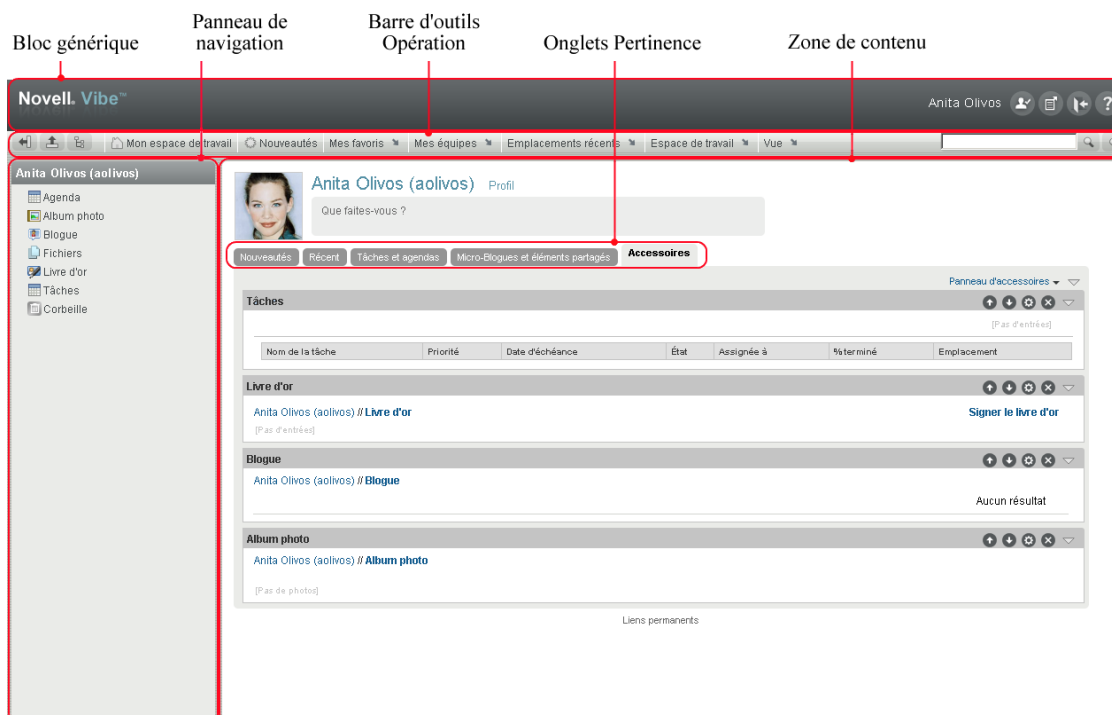 Bloc générique
Panneau de
navigation
Barre d'outils
Opération
Onglets Pertinence
Zone de contenu
Novell. Vibe™
Anita Olivos
?
Mon espace de travail
Nouveautés
Mes favoris
Mes équipes
Emplacements récents
Espace de travail
Vue
Anita Olivos (aolivos)
Agenda
Album photo
Blogue
Fichiers
Livre d'or
Tâches
Corbeille
Anita Olivos (aolivos) Profil
Que faites-vous ?
Nouveautés
Récent
Tâches et agendas
Micro-Blogues et éléments partagés
Accessoires
Panneau d'accessoires
Tâches
[Pas d'entrées]
Nom de la tâche Priorité Date d'échéance État Assignée à % terminé Emplacement
Livre d'or
Anita Olivos (aolivos) // Livre d'or Signer le livre d'or
[Pas d'entrées]
Blogue
Anita Olivos (aolivos) // Blogue
Aucun résultat
Album photo
Anita Olivos (aolivos) // Album photo
[Pas de photos]
Liens permanents